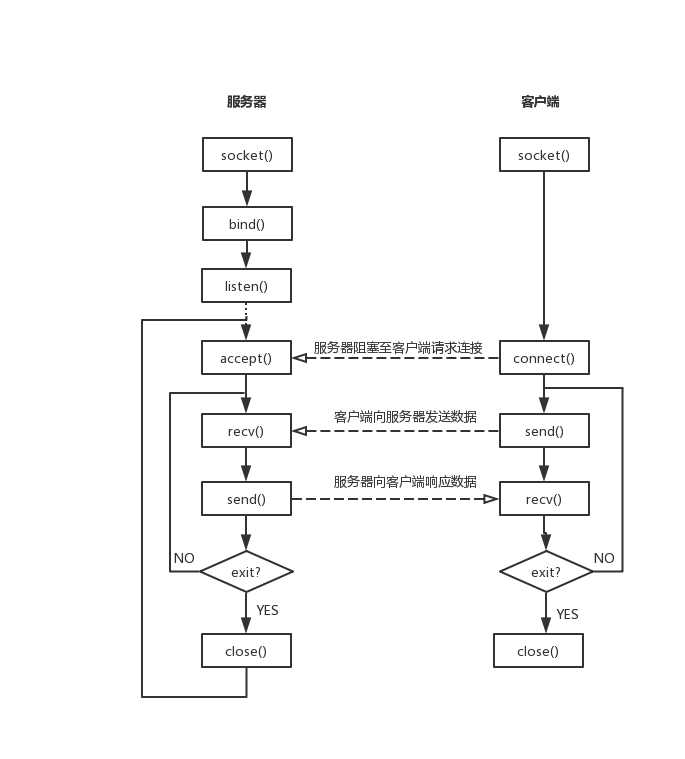 服务器
客户端
socket()
socket()
bind()
listen()
服务器阻塞至客户端请求连接
accept()
connect()
客户端向服务器发送数据
recv()
send()
服务器向客户端响应数据
send()
recv()
NO
exit?
exit?
NO
YES
YES
close()
close()